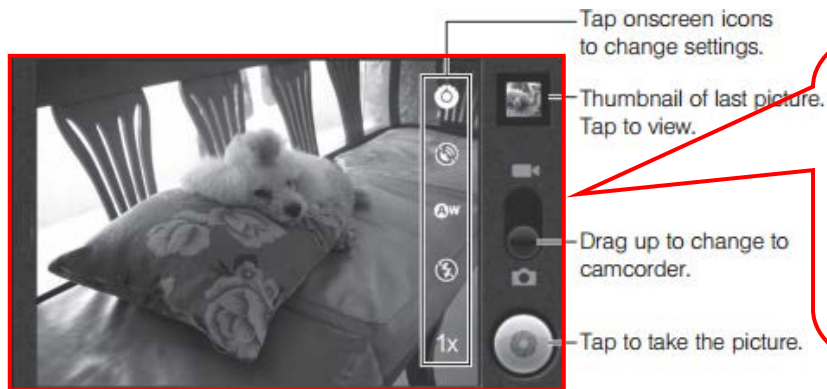 Tap onscreen icons
to change settings.
Thumbnail of last picture.
Tap to view.
AW
Drag up to change to
camcorder.
1x
Tap to take the picture.